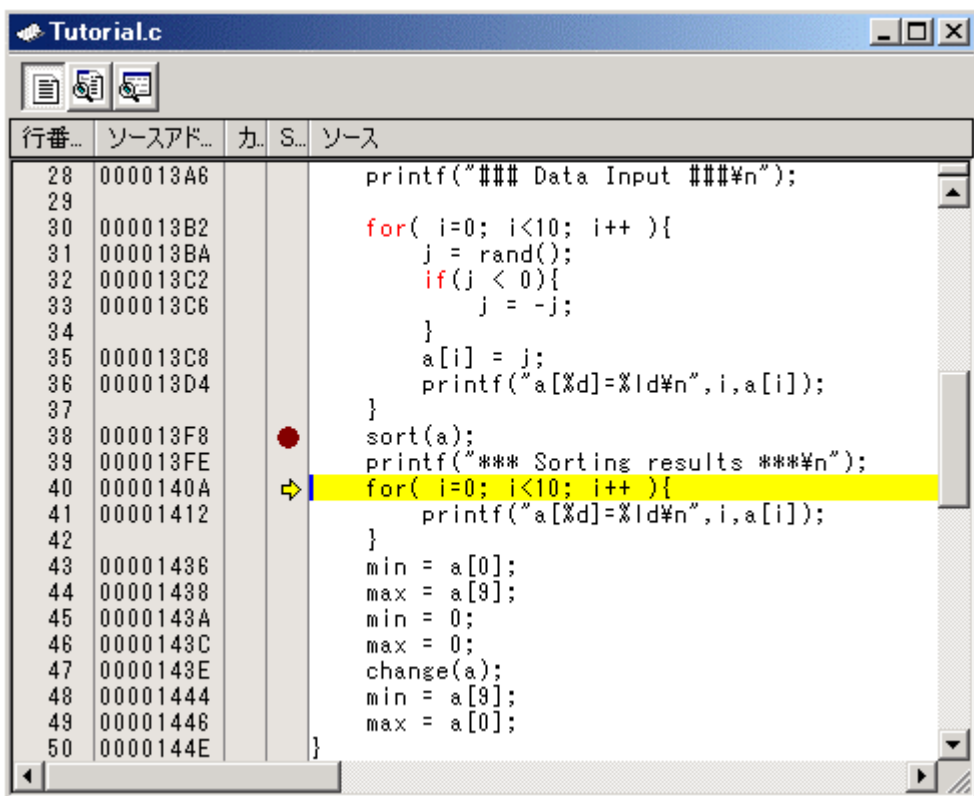 Tutorial.c
行番... ソースアド... カ.. S... ソース
28 000013A6 printf("### Data Input ###¥n");
29
30 000013B2 for( i=0; i<10; i++ ){
31 000013BA j = rand();
32 000013C2 if(j < 0){
33 000013C6 j = -j;
34 }
35 000013C8 a[i] = j;
36 000013D4 printf("a[%d]=%ld¥n",i,a[i]);
37 }
38 000013F8 sort(a);
39 000013FE printf("*** Sorting results ***¥n");
40 0000140A for( i=0; i<10; i++ ){
41 00001412 printf("a[%d]=%ld¥n",i,a[i]);
42 }
43 00001436 min = a[0];
44 00001438 max = a[9];
45 0000143A min = 0;
46 0000143C max = 0;
47 0000143E change(a);
48 00001444 min = a[9];
49 00001446 max = a[0];
50 0000144E }